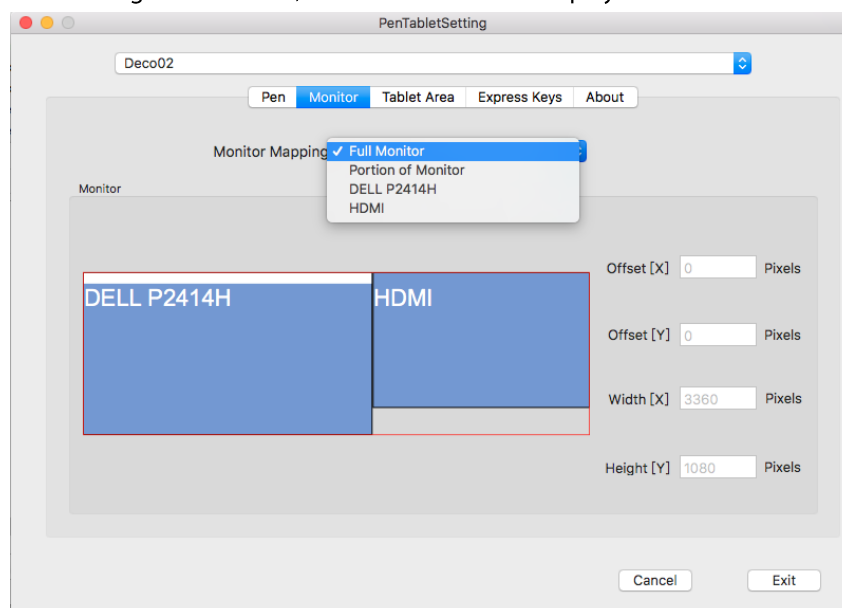 PenTabletSetting
Deco02
Pen Monitor Tablet Area Express Keys About
Monitor Mapping ✓ Full Monitor
Portion of Monitor
DELL P2414H
HDMI
Monitor
DELL P2414H
HDMI
Offset [X] 0 Pixels
Offset [Y] 0 Pixels
Width [X] 3360 Pixels
Height [Y] 1080 Pixels
Cancel Exit